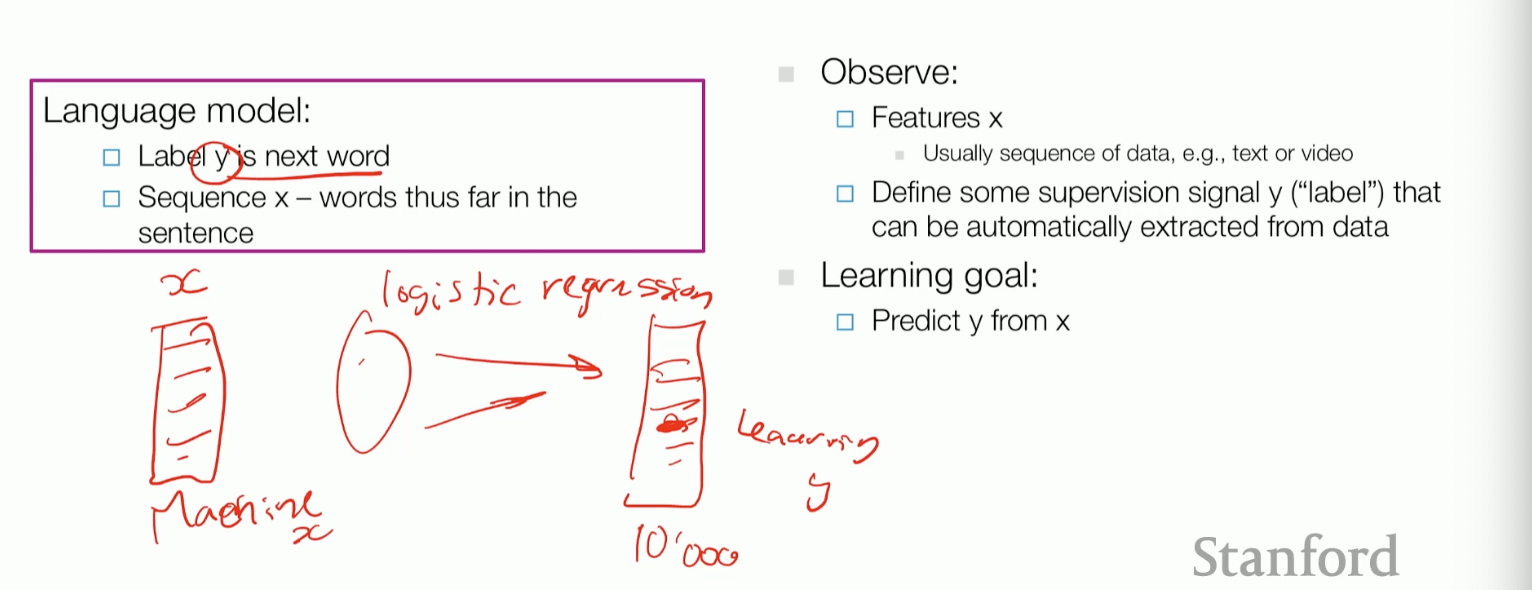 Language model:
Label y is next word
Sequence x – words thus far in the
sentence
x
logistic regression
Machine
x
Learning
y
10'000
Observe:
Features x
Usually sequence of data, e.g., text or video
Define some supervision signal y (“label”) that
can be automatically extracted from data
Learning goal:
Predict y from x
Stanford